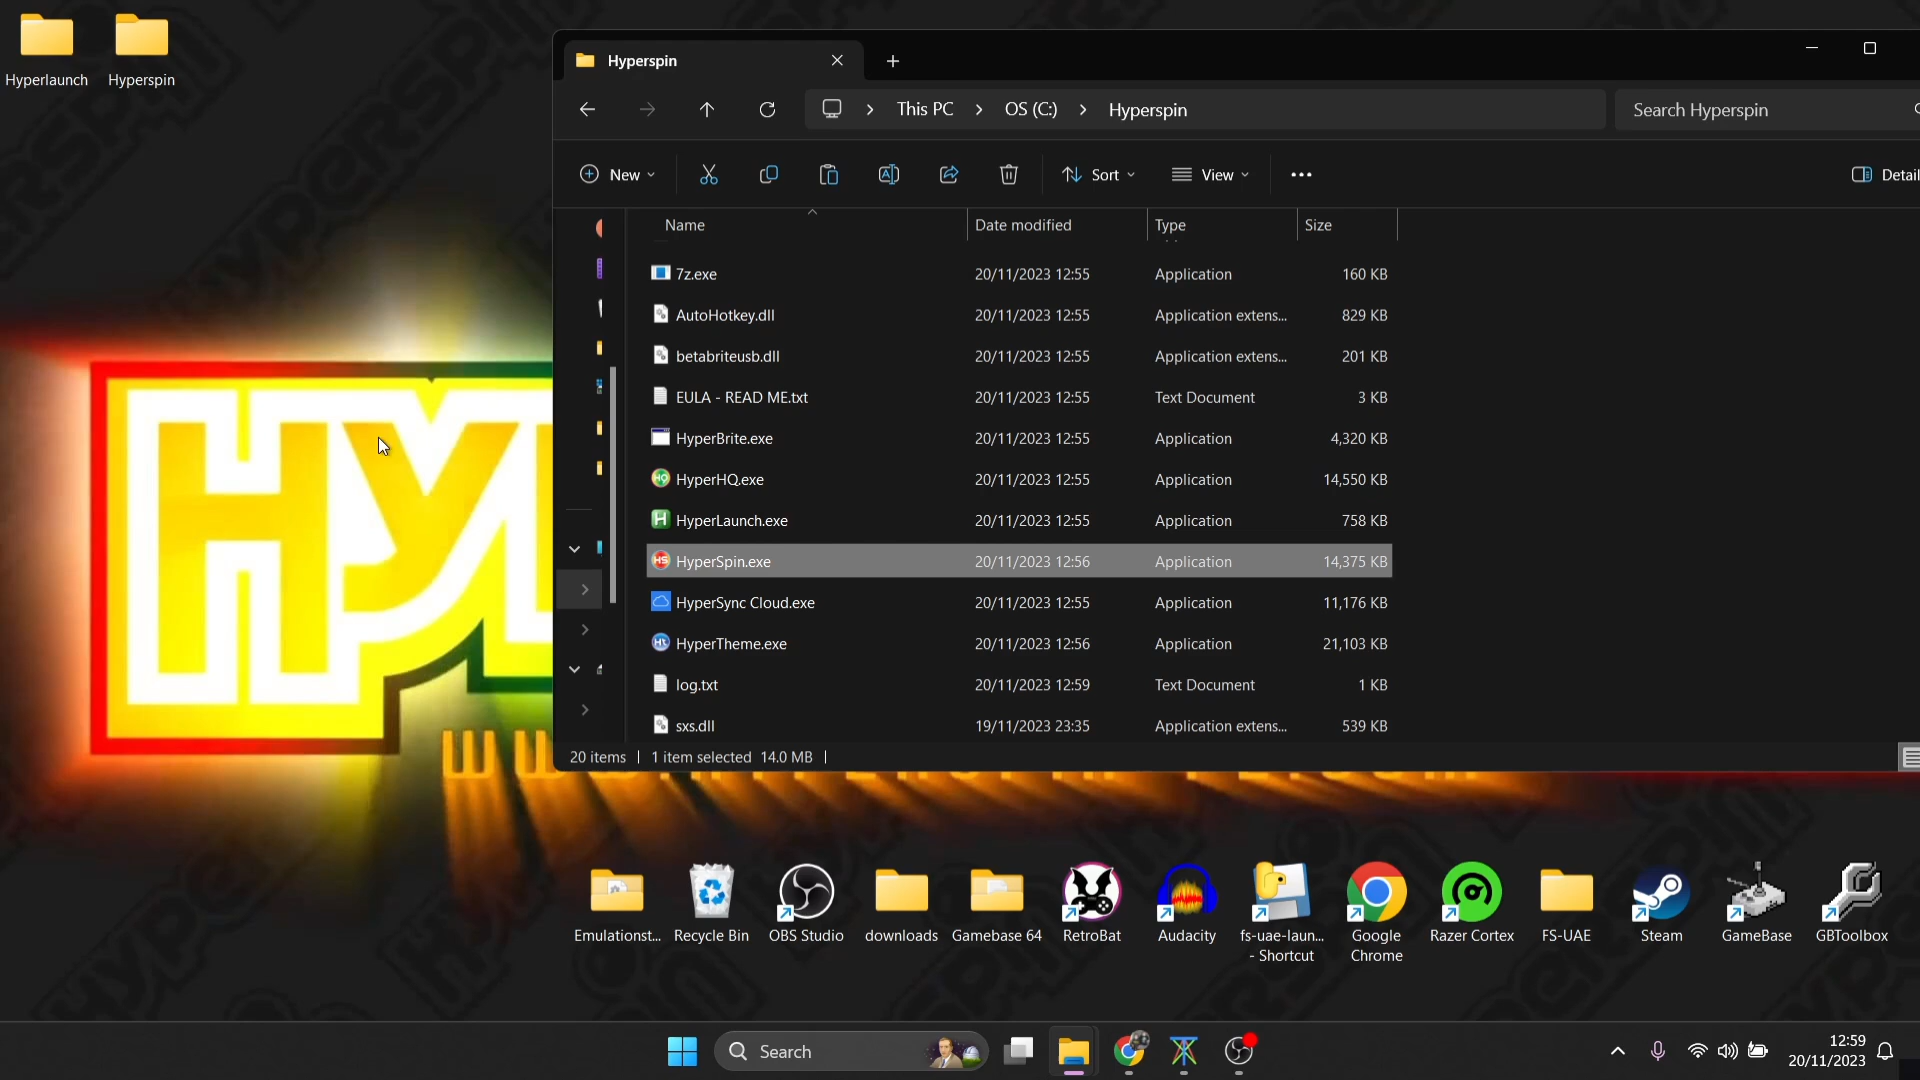 Hyperlaunch
Hyperspin
Hyperspin
This PC
OS (C:)
Hyperspin
Search Hyperspin
New
Sort
View
Detail
Name
Date modified
Type
Size
7z.exe
20/11/2023 12:55
Application
160 KB
AutoHotkey.dll
20/11/2023 12:55
Application extens...
829 KB
betabriteusb.dll
20/11/2023 12:55
Application extens...
201 KB
EULA - READ ME.txt
20/11/2023 12:55
Text Document
3 KB
HyperBrite.exe
20/11/2023 12:55
Application
4,320 KB
HyperHQ.exe
20/11/2023 12:55
Application
14,550 KB
HyperLaunch.exe
20/11/2023 12:55
Application
758 KB
HyperSpin.exe
20/11/2023 12:56
Application
14,375 KB
HyperSync Cloud.exe
20/11/2023 12:55
Application
11,176 KB
HyperTheme.exe
20/11/2023 12:56
Application
21,103 KB
log.txt
20/11/2023 12:59
Text Document
1 KB
sxs.dll
19/11/2023 23:35
Application extens...
539 KB
20 items
1 item selected 14.0 MB
Emulationst...
Recycle Bin
OBS Studio
downloads
Gamebase 64
RetroBat
Audacity
fs-uae-laun...
- Shortcut
Google
Chrome
Razer Cortex
FS-UAE
Steam
GameBase
GBToolbox
Search
12:59
20/11/2023